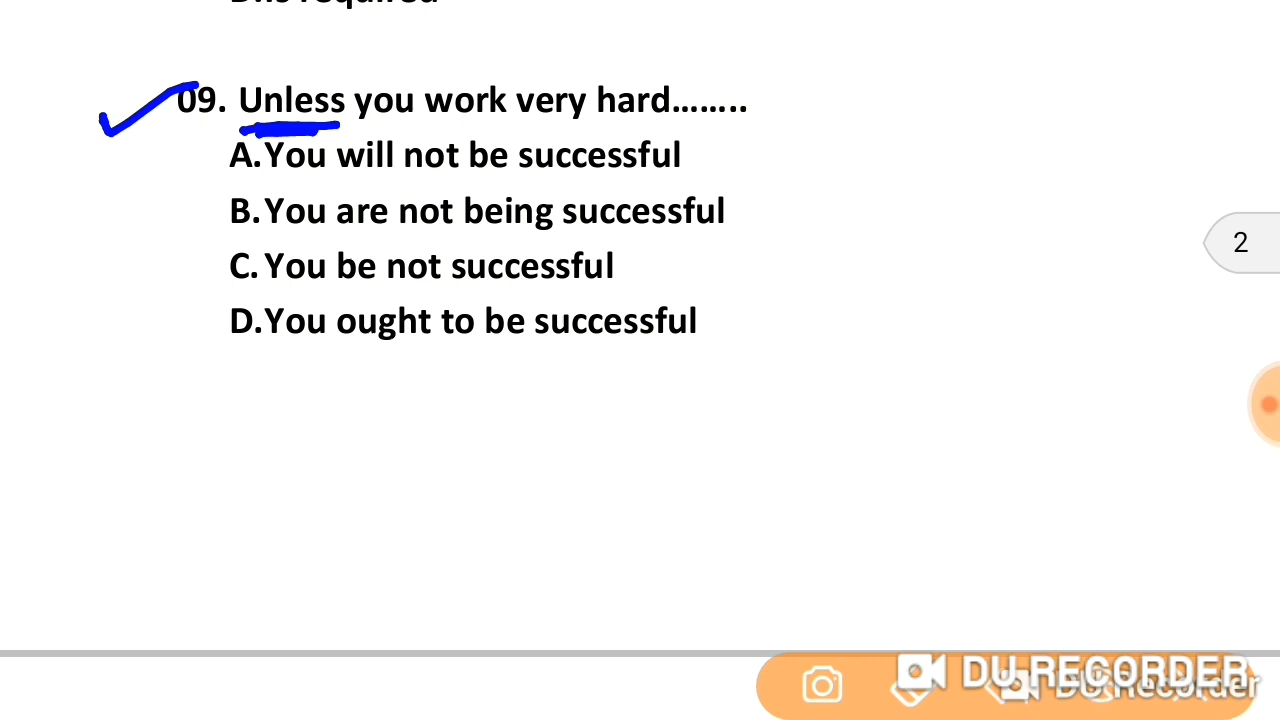 09. Unless you work very hard........
A.You will not be successful
B.You are not being successful
C.You be not successful
D.You ought to be successful
2
DU RECORDER